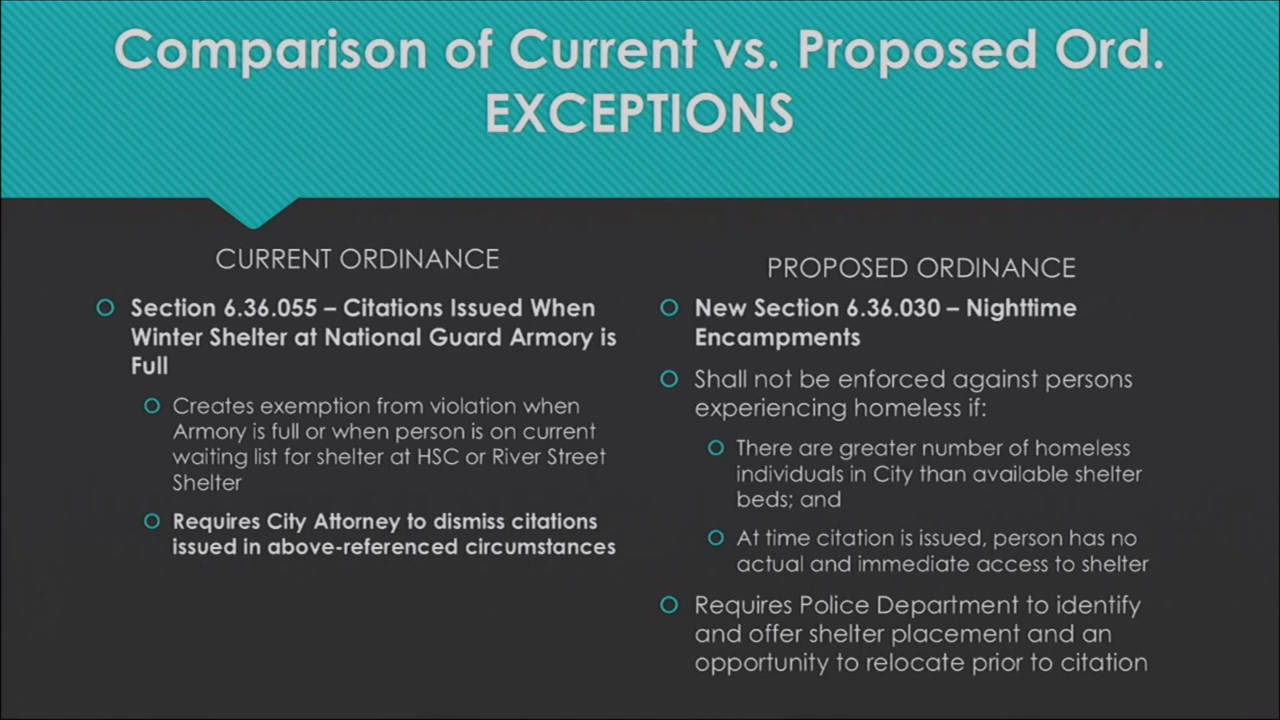 Comparison of Current vs. Proposed Ord.
EXCEPTIONS
CURRENT ORDINANCE
Section 6.36.055 – Citations Issued When
Winter Shelter at National Guard Armory is
Full
Creates exemption from violation when
Armory is full or when person is on current
waiting list for shelter at HSC or River Street
Shelter
Requires City Attorney to dismiss citations
issued in above-referenced circumstances
PROPOSED ORDINANCE
New Section 6.36.030 – Nighttime
Encampments
Shall not be enforced against persons
experiencing homeless if:
There are greater number of homeless
individuals in City than available shelter
beds; and
At time citation is issued, person has no
actual and immediate access to shelter
Requires Police Department to identify
and offer shelter placement and an
opportunity to relocate prior to citation